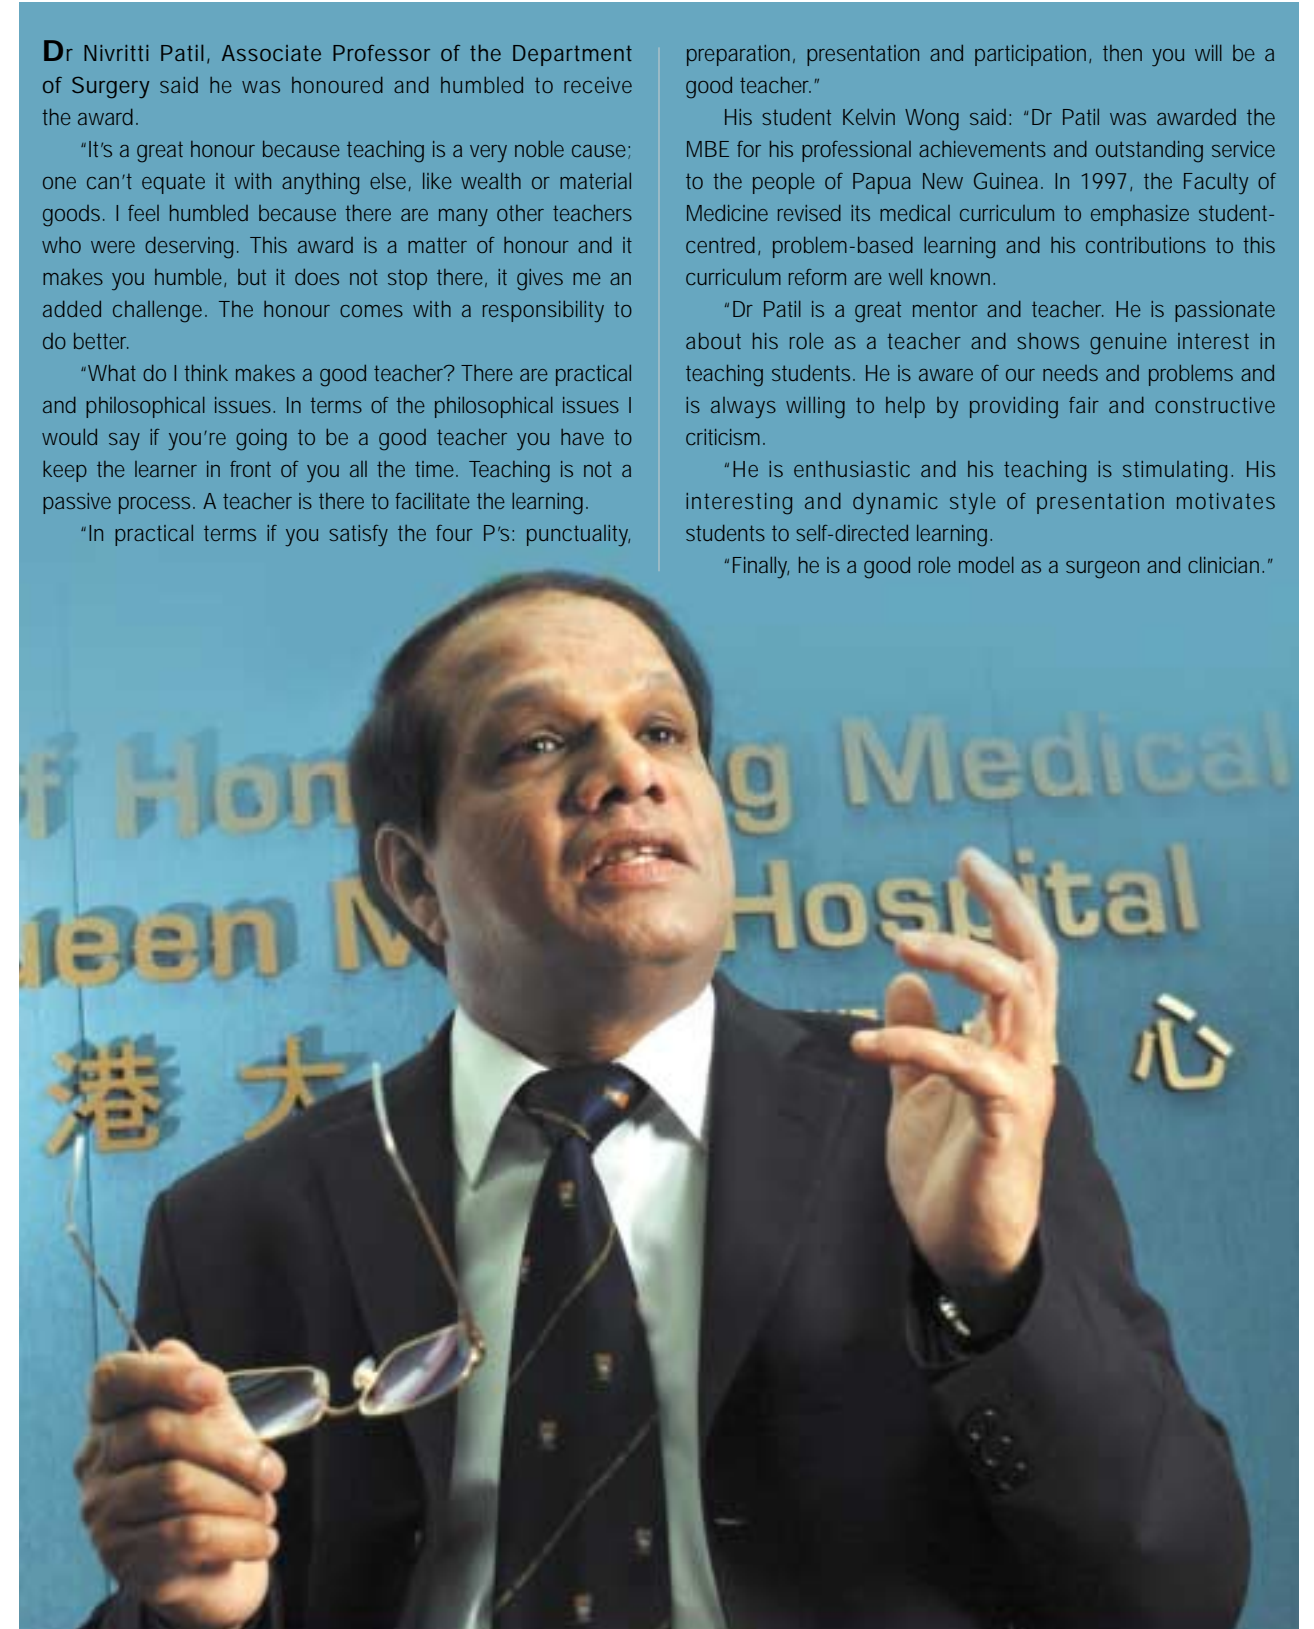 Dr Nivritti Patil, Associate Professor of the Department
of Surgery said he was honoured and humbled to receive
the award.
“It’s a great honour because teaching is a very noble cause;
one can’t equate it with anything else, like wealth or material
goods. I feel humbled because there are many other teachers
who were deserving. This award is a matter of honour and it
makes you humble, but it does not stop there, it gives me an
added challenge. The honour comes with a responsibility to
do better.
“What do I think makes a good teacher? There are practical
and philosophical issues. In terms of the philosophical issues I
would say if you’re going to be a good teacher you have to
keep the learner in front of you all the time. Teaching is not a
passive process. A teacher is there to facilitate the learning.
“In practical terms if you satisfy the four P’s: punctuality,
preparation, presentation and participation, then you will be a
good teacher.”
His student Kelvin Wong said: “Dr Patil was awarded the
MBE for his professional achievements and outstanding service
to the people of Papua New Guinea. In 1997, the Faculty of
Medicine revised its medical curriculum to emphasize student-
centred, problem-based learning and his contributions to this
curriculum reform are well known.
“Dr Patil is a great mentor and teacher. He is passionate
about his role as a teacher and shows genuine interest in
teaching students. He is aware of our needs and problems and
is always willing to help by providing fair and constructive
criticism.
“He is enthusiastic and his teaching is stimulating. His
interesting and dynamic style of presentation motivates
students to self-directed learning.
“Finally, he is a good role model as a surgeon and clinician.”
f Hon g Medical
ueen M Hospital
港 大 心